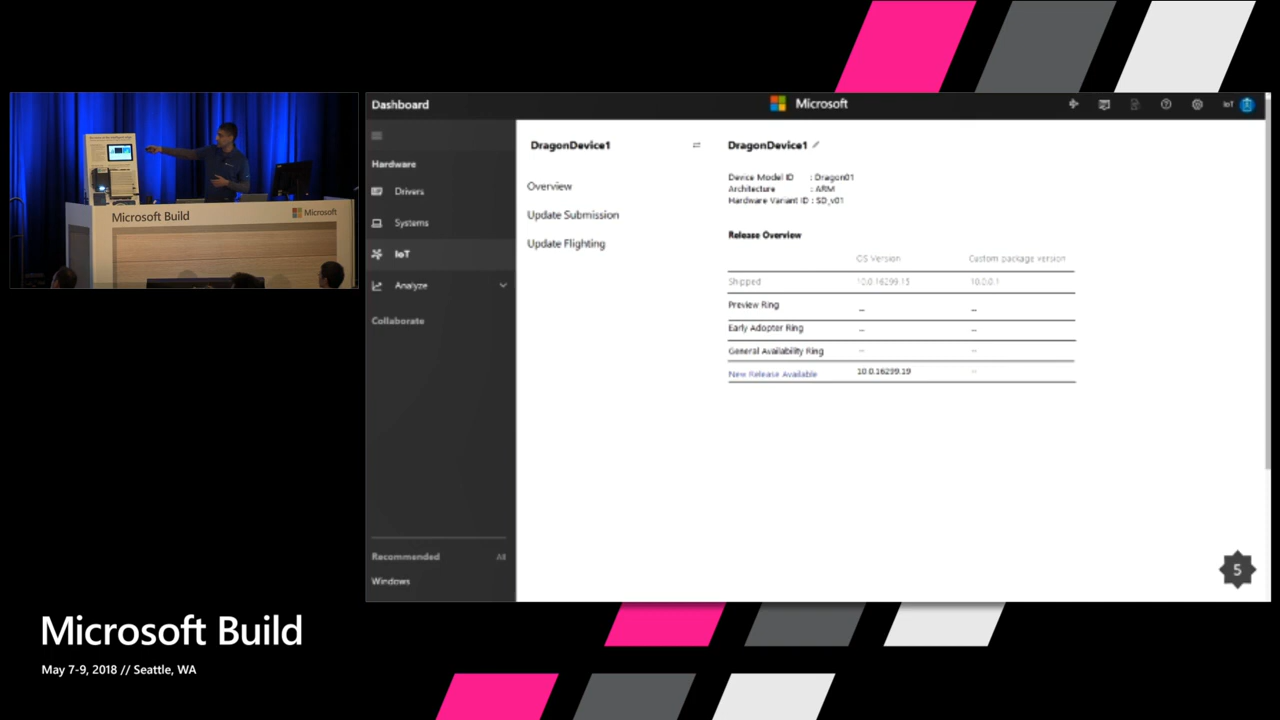 Dashboard
Microsoft
IoT
Hardware
Drivers
Systems
IoT
Analyze
Collaborate
Recommended All
Windows
DragonDevice1
Overview
Update Submission
Update Flighting
DragonDevice1
Device Model ID : Dragon01
Architecture : ARM
Hardware Variant ID : SD_v01
Release Overview
OS Version Custom package version
Shipped 10.0.16299.15 10.0.0.1
Preview Ring -- --
Early Adopter Ring -- --
General Availability Ring -- --
New Release Available 10.0.16299.19 --
5
Microsoft Build
Microsoft
Microsoft Build
May 7-9, 2018 // Seattle, WA